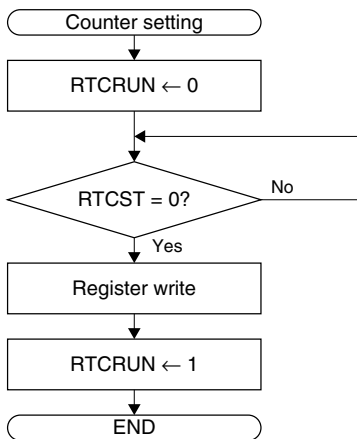 Counter setting
RTCRUN ← 0
RTCST = 0?
No
Yes
Register write
RTCRUN ← 1
END